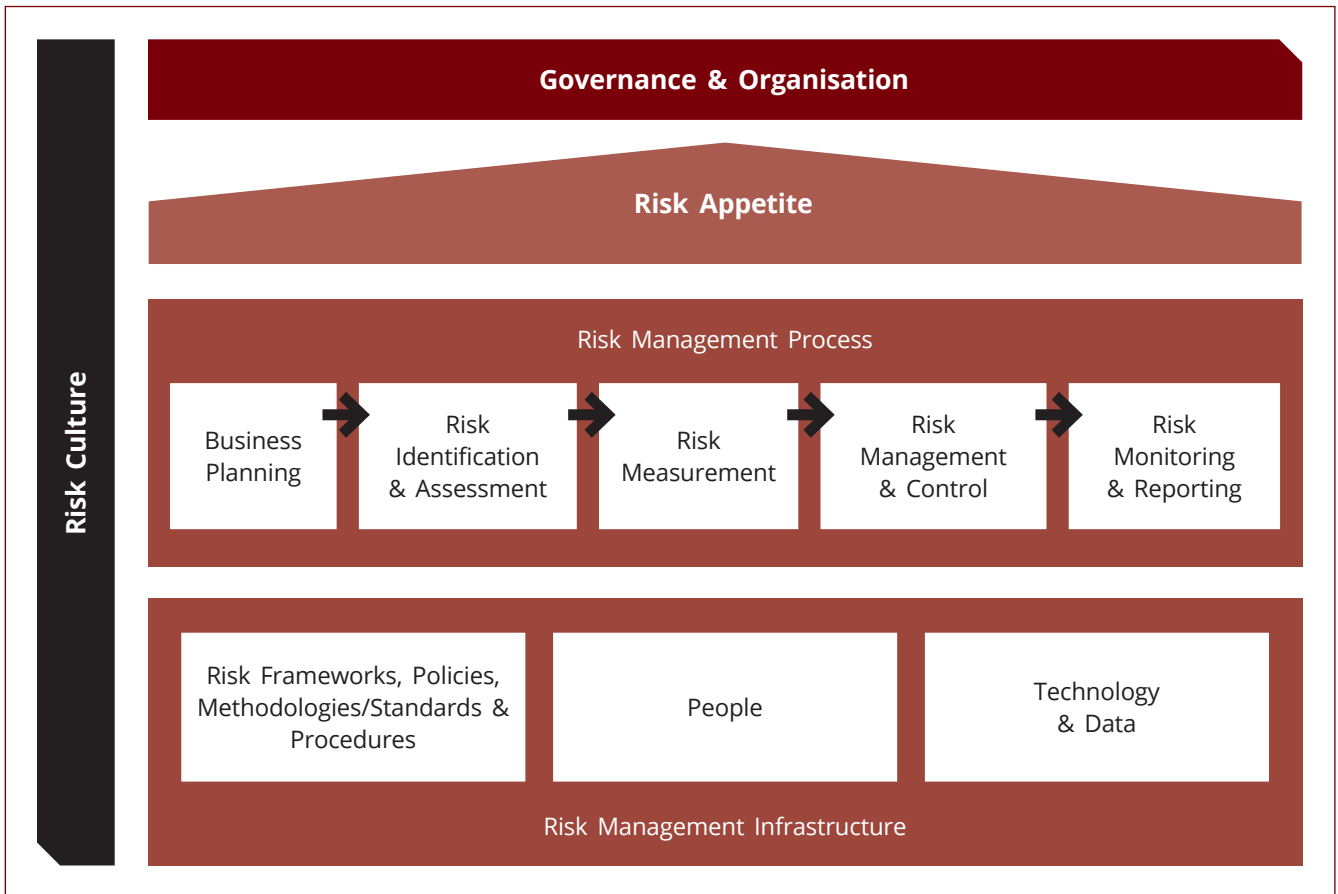 Governance & Organisation
Risk Appetite
Risk Culture
Risk Management Process
Business
Planning
Risk
Identification
& Assessment
Risk
Measurement
Risk
Management
& Control
Risk
Monitoring
& Reporting
Risk Frameworks, Policies,
Methodologies/Standards &
Procedures
People
Technology
& Data
Risk Management Infrastructure